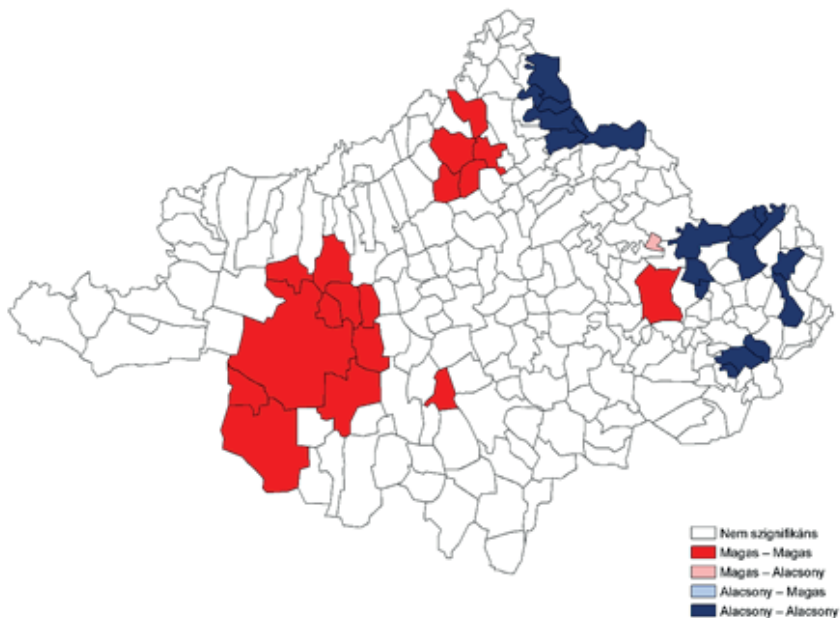 Nem szignifikáns
Magas – Magas
Magas – Alacsony
Alacsony – Magas
Alacsony – Alacsony